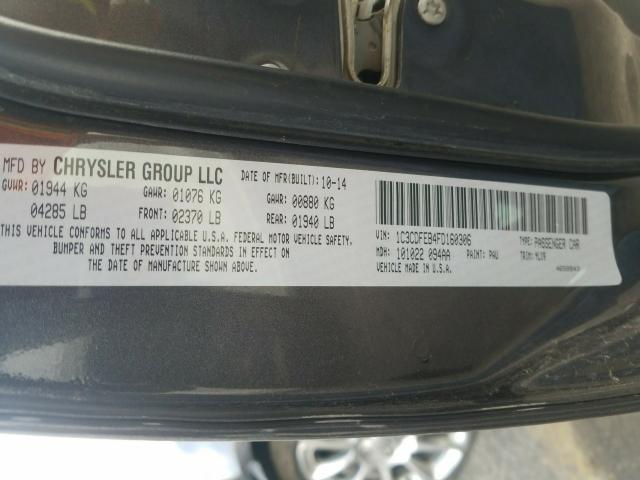 MFD BY CHRYSLER GROUP LLC DATE OF MFR(BUILT): 10-14
GVWR: 01944 KG GAWR: 01076 KG GAWR: 00880 KG
04285 LB FRONT: 02370 LB REAR: 01940 LB
THIS VEHICLE CONFORMS TO ALL APPLICABLE U.S.A. FEDERAL MOTOR VEHICLE SAFETY,
BUMPER AND THEFT PREVENTION STANDARDS IN EFFECT ON
THE DATE OF MANUFACTURE SHOWN ABOVE.
VIN: 1C3CDFEB4FD160306 TYPE: PASSENGER CAR
MDH: 101022 094AA PAINT: PAU TRIM: MLX9
VEHICLE MADE IN U.S.A.